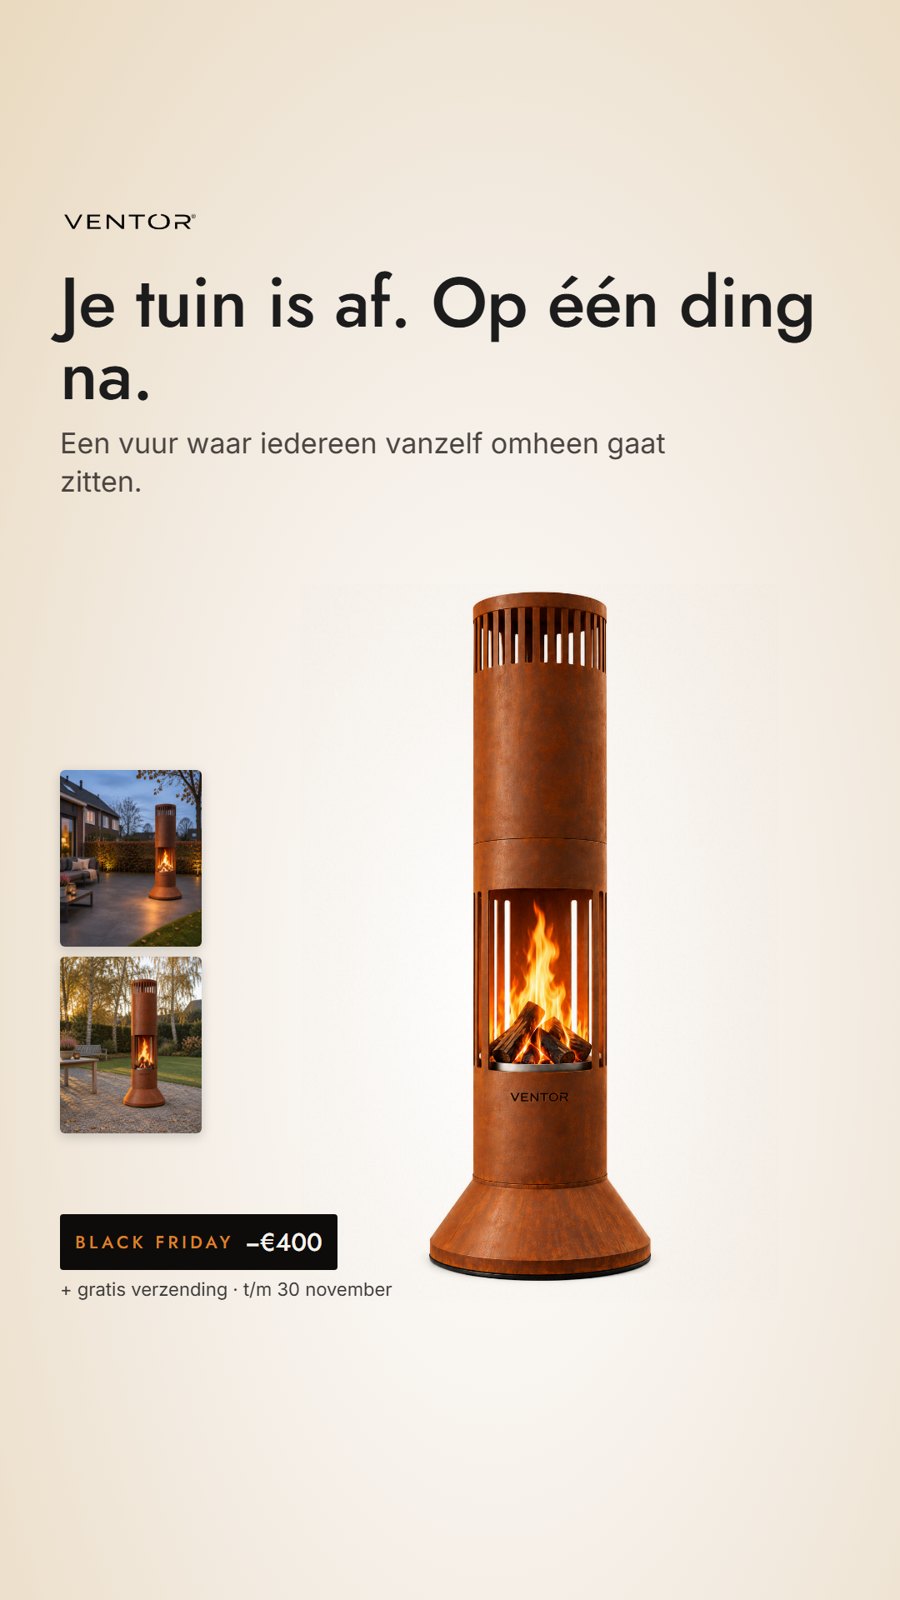 VENTOR®
Je tuin is af. Op één ding
na.
Een vuur waar iedereen vanzelf omheen gaat
zitten.
VENTOR
BLACK FRIDAY –€400
+ gratis verzending · t/m 30 november